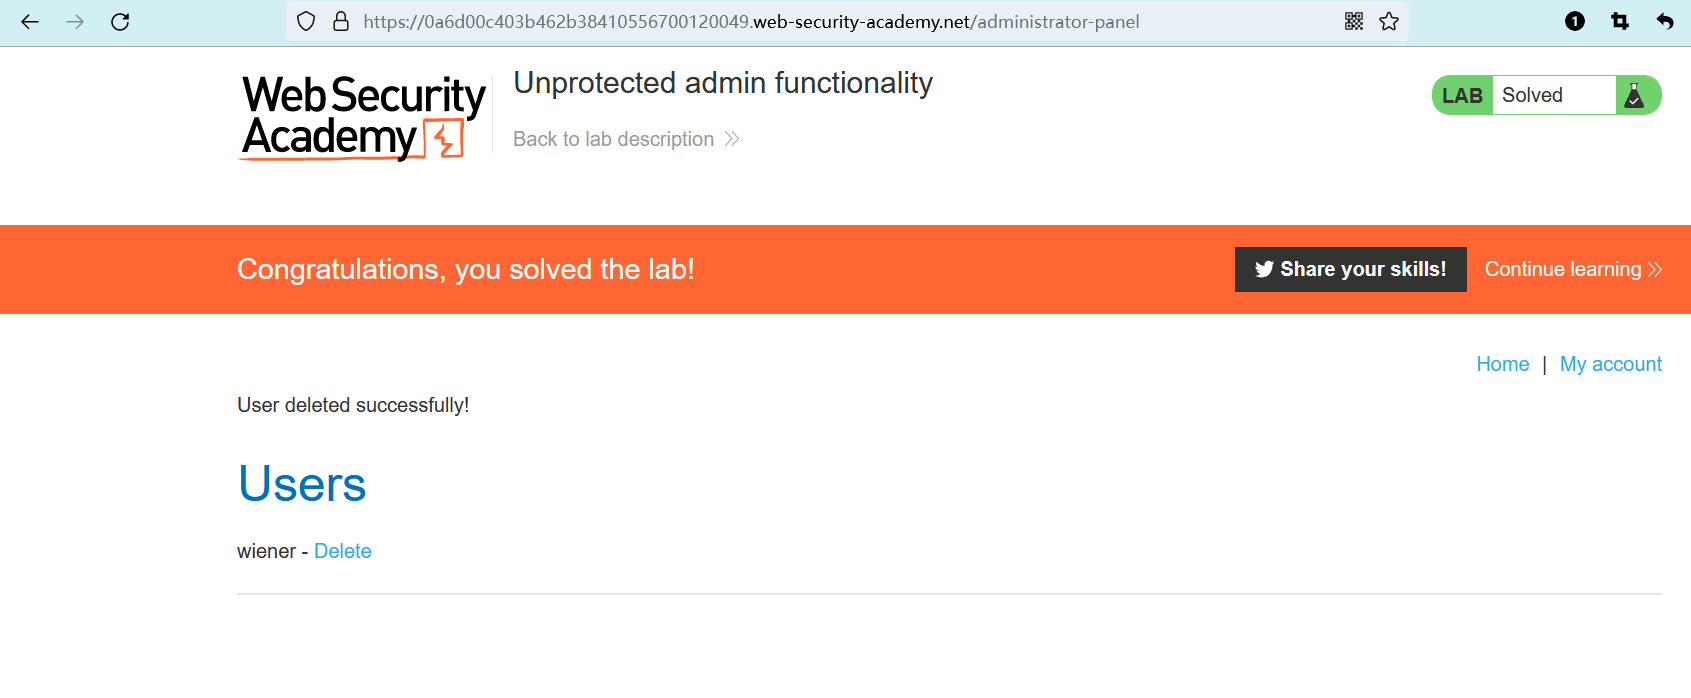 https://0a6d00c403b462b38410556700120049.web-security-academy.net/administrator-panel
1
Web Security
Academy
Unprotected admin functionality
Back to lab description
LAB Solved
Congratulations, you solved the lab!
Share your skills!
Continue learning
Home | My account
User deleted successfully!
Users
wiener - Delete